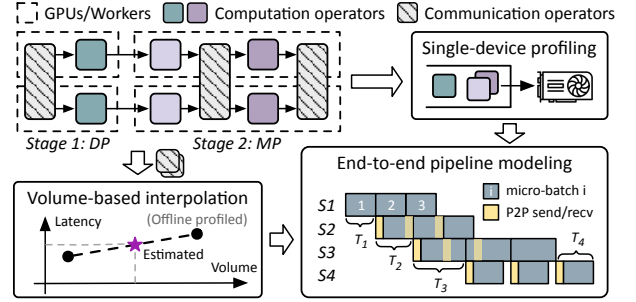 GPUs/Workers Computation operators Communication operators
Single-device profiling
Stage 1: DP Stage 2: MP
Volume-based interpolation
Latency (Offline profiled)
Estimated
Volume
End-to-end pipeline modeling
i micro-batch i
P2P send/recv
S1 1 2 3
S2
S3
S4
T1
T2
T3
T4